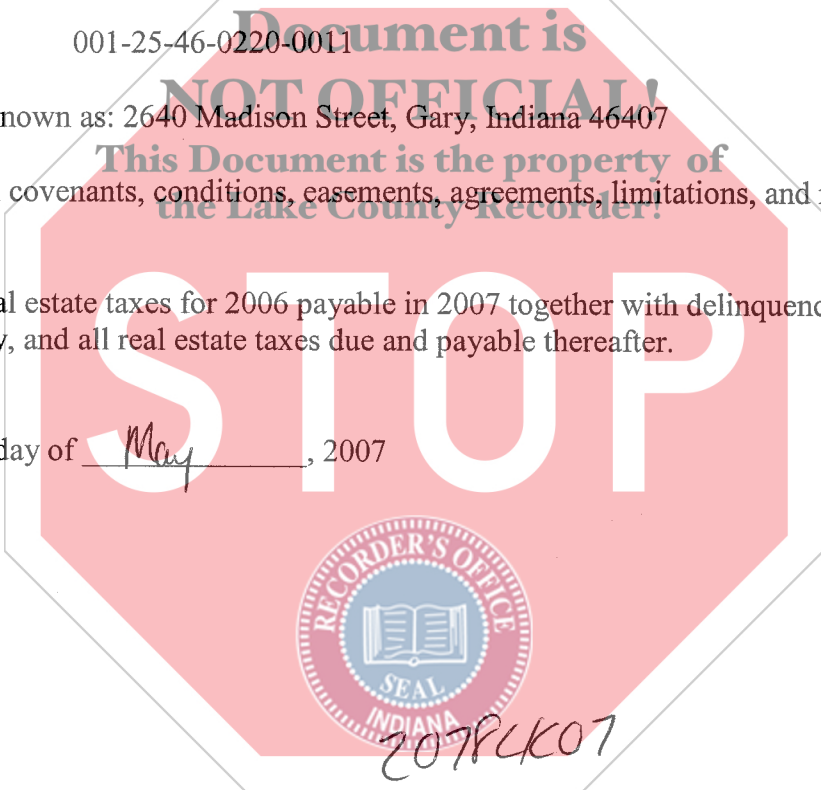 Document is
001-25-46-0220-0011
NOT OFFICIAL!
nown as: 2640 Madison Street, Gary, Indiana 46407
This Document is the property of
covenants, conditions, easements, agreements, limitations, and
the Lake County Recorder!
al estate taxes for 2006 payable in 2007 together with delinquenc
, and all real estate taxes due and payable thereafter.
STOP
day of May, 2007
RECORDER'S OFFICE
SEAL
INDIANA